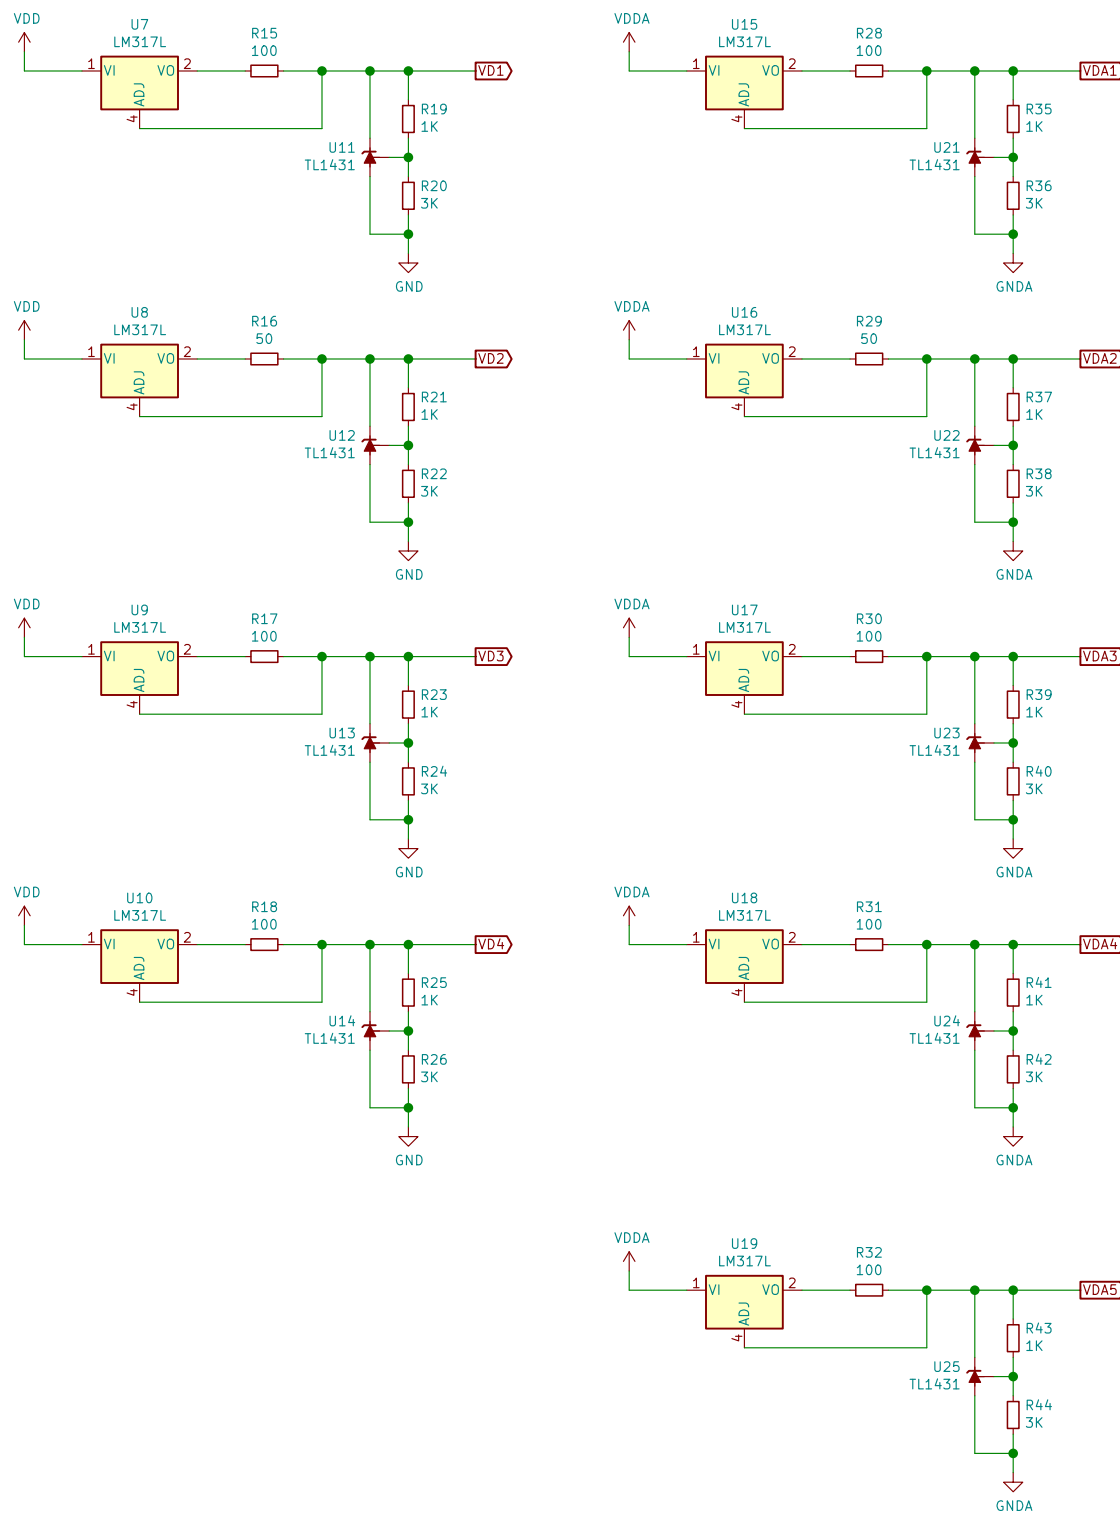 VDD
U7
LM317L
1
VI
VO
2
ADJ
4
R15
100
VD1
R19
1K
U11
TL1431
R20
3K
GND
VDDA
U15
LM317L
1
VI
VO
2
ADJ
4
R28
100
VDA1
R35
1K
U21
TL1431
R36
3K
GNDA
VDD
U8
LM317L
1
VI
VO
2
ADJ
4
R16
50
VD2
R21
1K
U12
TL1431
R22
3K
GND
VDDA
U16
LM317L
1
VI
VO
2
ADJ
4
R29
50
VDA2
R37
1K
U22
TL1431
R38
3K
GNDA
VDD
U9
LM317L
1
VI
VO
2
ADJ
4
R17
100
VD3
R23
1K
U13
TL1431
R24
3K
GND
VDDA
U17
LM317L
1
VI
VO
2
ADJ
4
R30
100
VDA3
R39
1K
U23
TL1431
R40
3K
GNDA
VDD
U10
LM317L
1
VI
VO
2
ADJ
4
R18
100
VD4
R25
1K
U14
TL1431
R26
3K
GND
VDDA
U18
LM317L
1
VI
VO
2
ADJ
4
R31
100
VDA4
R41
1K
U24
TL1431
R42
3K
GNDA
VDDA
U19
LM317L
1
VI
VO
2
ADJ
4
R32
100
VDA5
R43
1K
U25
TL1431
R44
3K
GNDA